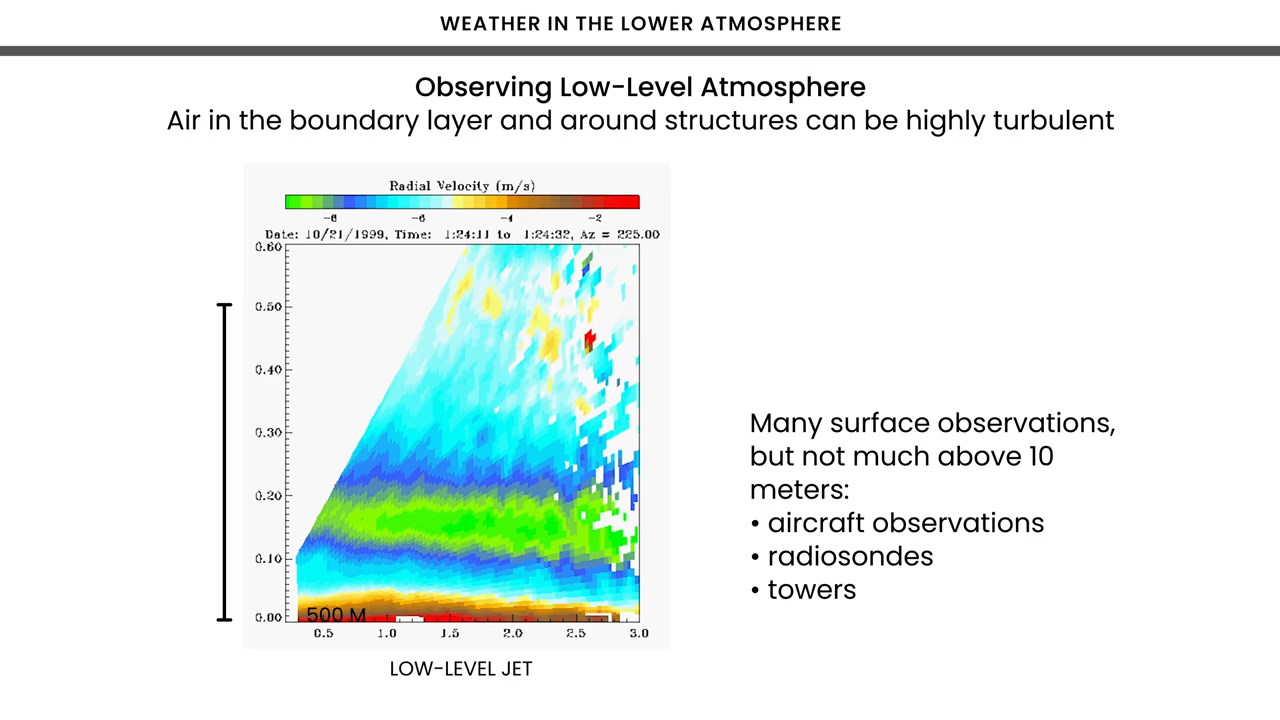 WEATHER IN THE LOWER ATMOSPHERE
Observing Low-Level Atmosphere
Air in the boundary layer and around structures can be highly turbulent
Radial Velocity (m/s)
-8 -6 -4 -2
Date: 10/21/1999, Time: 1:24:11 to 1:24:32, Az = 225.00
0.60
0.50
0.40
0.30
0.20
0.10
0.00
500 M
0.5 1.0 1.5 2.0 2.5 3.0
LOW-LEVEL JET
Many surface observations,
but not much above 10
meters:
• aircraft observations
• radiosondes
• towers